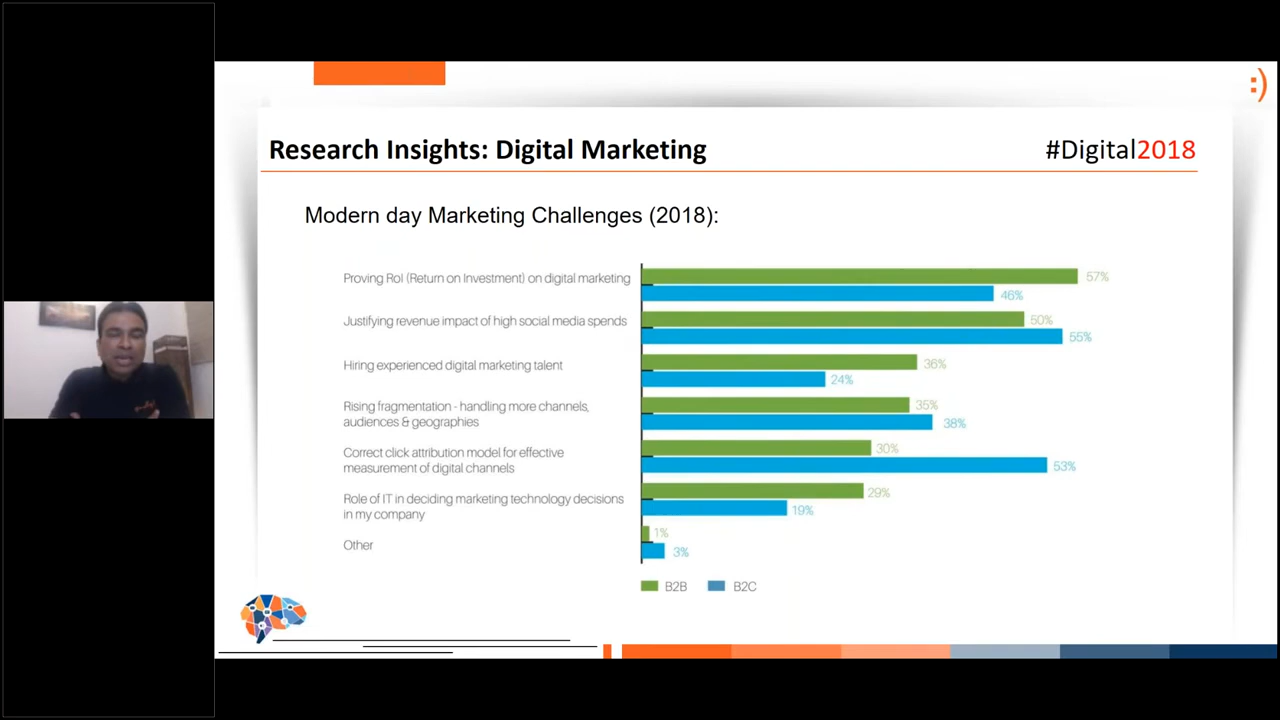 :)
Research Insights: Digital Marketing
#Digital2018
Modern day Marketing Challenges (2018):
Proving RoI (Return on Investment) on digital marketing
57%
46%
Justifying revenue impact of high social media spends
50%
55%
Hiring experienced digital marketing talent
36%
24%
Rising fragmentation - handling more channels,
audiences & geographies
35%
38%
Correct click attribution model for effective
measurement of digital channels
30%
53%
Role of IT in deciding marketing technology decisions
in my company
29%
19%
Other
1%
3%
B2B
B2C